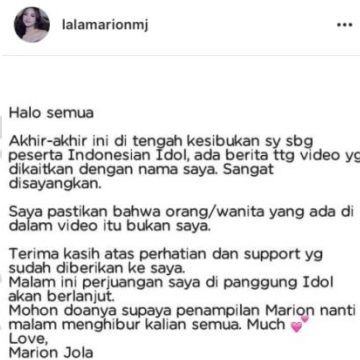 lalamarionmj
Halo semua
Akhir-akhir ini di tengah kesibukan sy sbg
peserta Indonesian Idol, ada berita ttg video yg
dikaitkan dengan nama saya. Sangat
disayangkan.
Saya pastikan bahwa orang/wanita yang ada di
dalam video itu bukan saya.
Terima kasih atas perhatian dan support yg
sudah diberikan ke saya.
Malam ini perjuangan saya di panggung Idol
akan berlanjut.
Mohon doanya supaya penampilan Marion nanti
malam menghibur kalian semua. Much 💕
Love,
Marion Jola